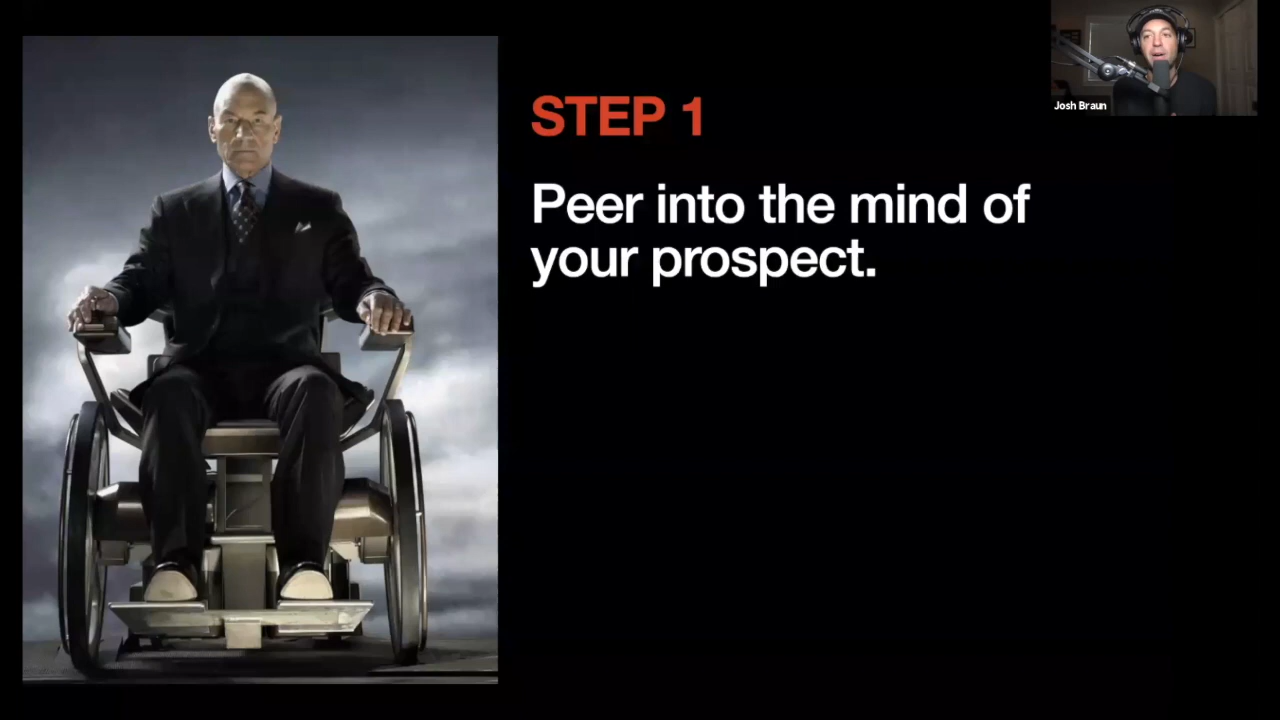 Josh Braun
STEP 1
Peer into the mind of
your prospect.